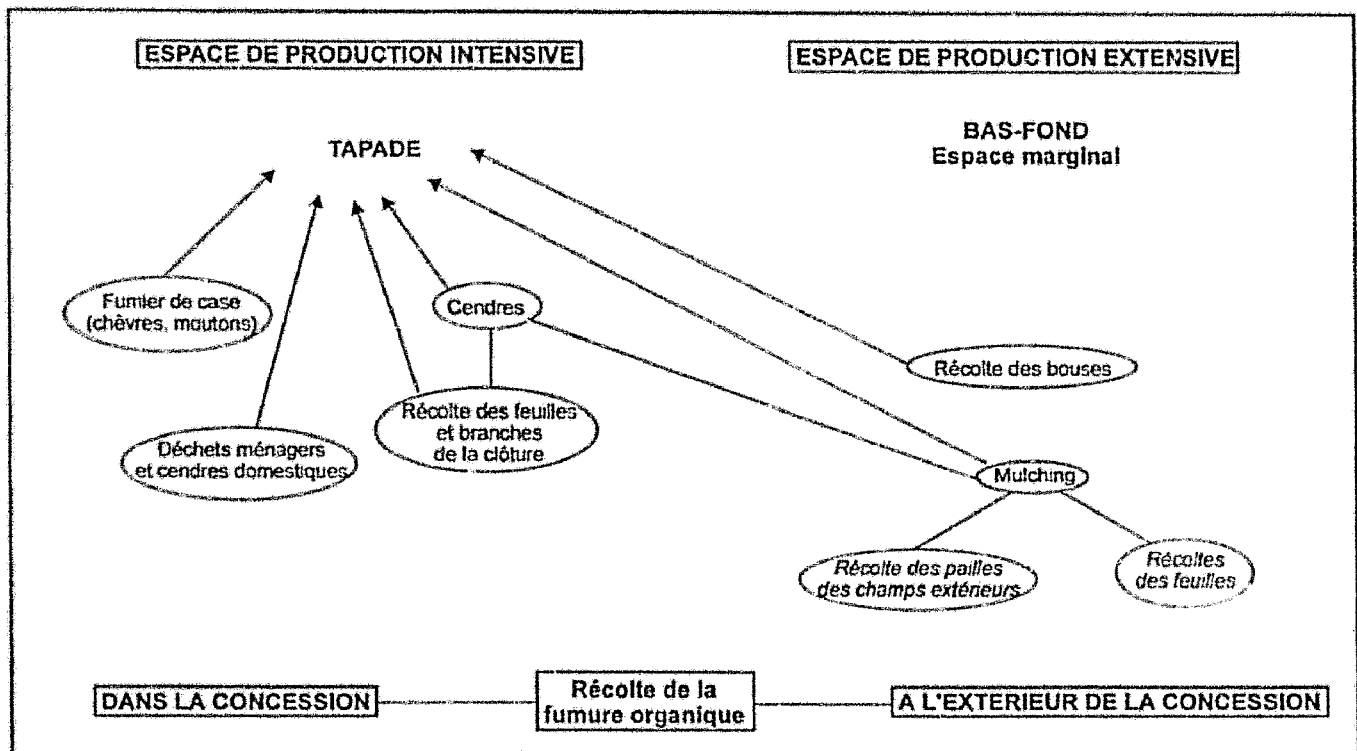 ESPACE DE PRODUCTION INTENSIVE
ESPACE DE PRODUCTION EXTENSIVE
TAPADE
BAS-FOND
Espace marginal
Fumier de case
(chèvres, moutons)
Cendres
Récolte des bouses
Déchets ménagers
et cendres domestiques
Récolte des feuilles
et branches
de la clôture
Mulching
Récolte des pailles
des champs extérieurs
Récoltes
des feuilles
DANS LA CONCESSION
Récolte de la
fumure organique
A L'EXTERIEUR DE LA CONCESSION